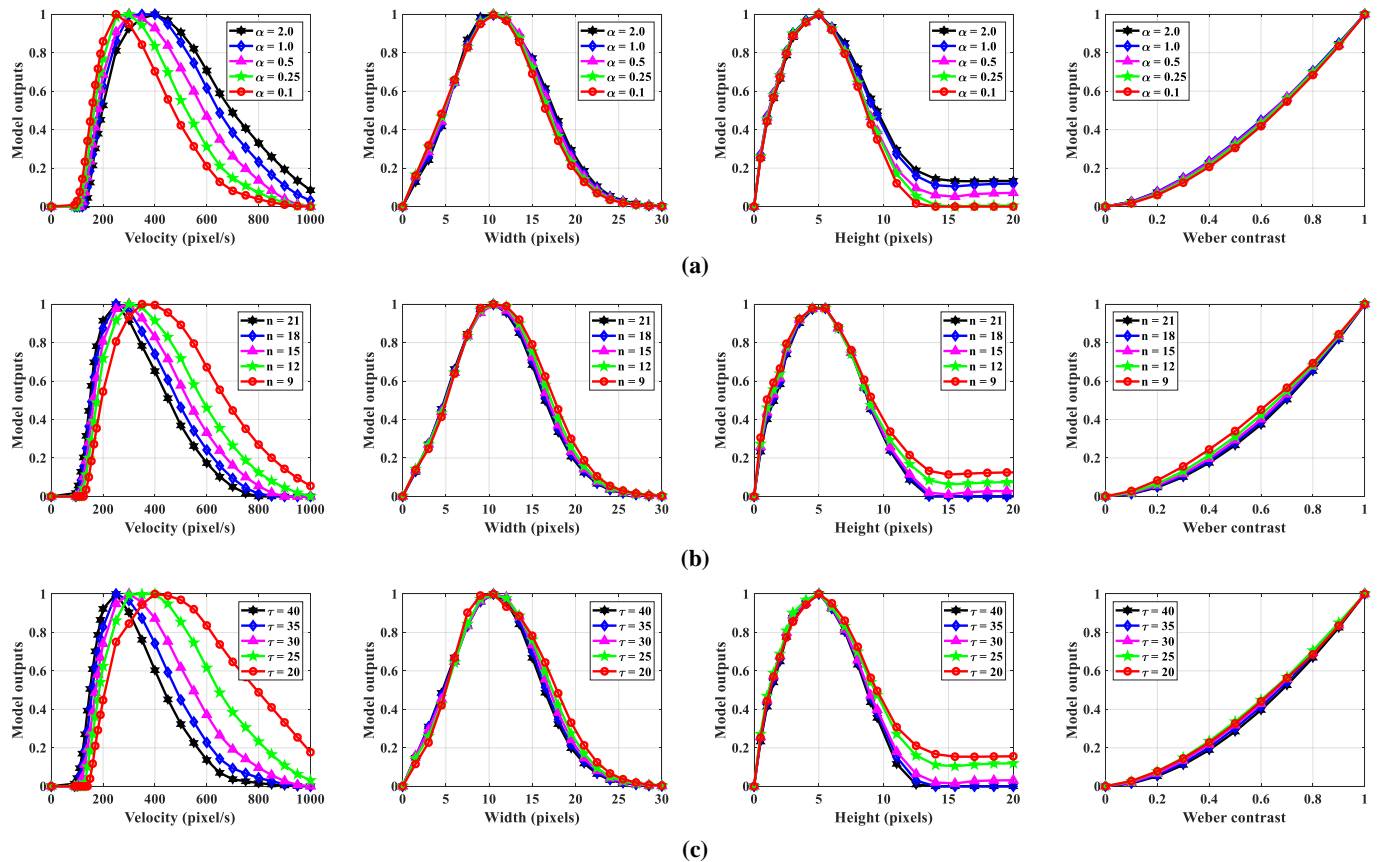 Model outputs
1
0.8
0.6
0.4
0.2
0
0 200 400 600 800 1000
Velocity (pixel/s)
α = 2.0
α = 1.0
α = 0.5
α = 0.25
α = 0.1
Model outputs
1
0.8
0.6
0.4
0.2
0
0 5 10 15 20 25 30
Width (pixels)
α = 2.0
α = 1.0
α = 0.5
α = 0.25
α = 0.1
Model outputs
1
0.8
0.6
0.4
0.2
0
0 5 10 15 20
Height (pixels)
α = 2.0
α = 1.0
α = 0.5
α = 0.25
α = 0.1
Model outputs
1
0.8
0.6
0.4
0.2
0
0 0.2 0.4 0.6 0.8 1
Weber contrast
α = 2.0
α = 1.0
α = 0.5
α = 0.25
α = 0.1
(a)
Model outputs
1
0.8
0.6
0.4
0.2
0
0 200 400 600 800 1000
Velocity (pixel/s)
n = 21
n = 18
n = 15
n = 12
n = 9
Model outputs
1
0.8
0.6
0.4
0.2
0
0 5 10 15 20 25 30
Width (pixels)
n = 21
n = 18
n = 15
n = 12
n = 9
Model outputs
1
0.8
0.6
0.4
0.2
0
0 5 10 15 20
Height (pixels)
n = 21
n = 18
n = 15
n = 12
n = 9
Model outputs
1
0.8
0.6
0.4
0.2
0
0 0.2 0.4 0.6 0.8 1
Weber contrast
n = 21
n = 18
n = 15
n = 12
n = 9
(b)
Model outputs
1
0.8
0.6
0.4
0.2
0
0 200 400 600 800 1000
Velocity (pixel/s)
τ = 40
τ = 35
τ = 30
τ = 25
τ = 20
Model outputs
1
0.8
0.6
0.4
0.2
0
0 5 10 15 20 25 30
Width (pixels)
τ = 40
τ = 35
τ = 30
τ = 25
τ = 20
Model outputs
1
0.8
0.6
0.4
0.2
0
0 5 10 15 20
Height (pixels)
τ = 40
τ = 35
τ = 30
τ = 25
τ = 20
Model outputs
1
0.8
0.6
0.4
0.2
0
0 0.2 0.4 0.6 0.8 1
Weber contrast
τ = 40
τ = 35
τ = 30
τ = 25
τ = 20
(c)